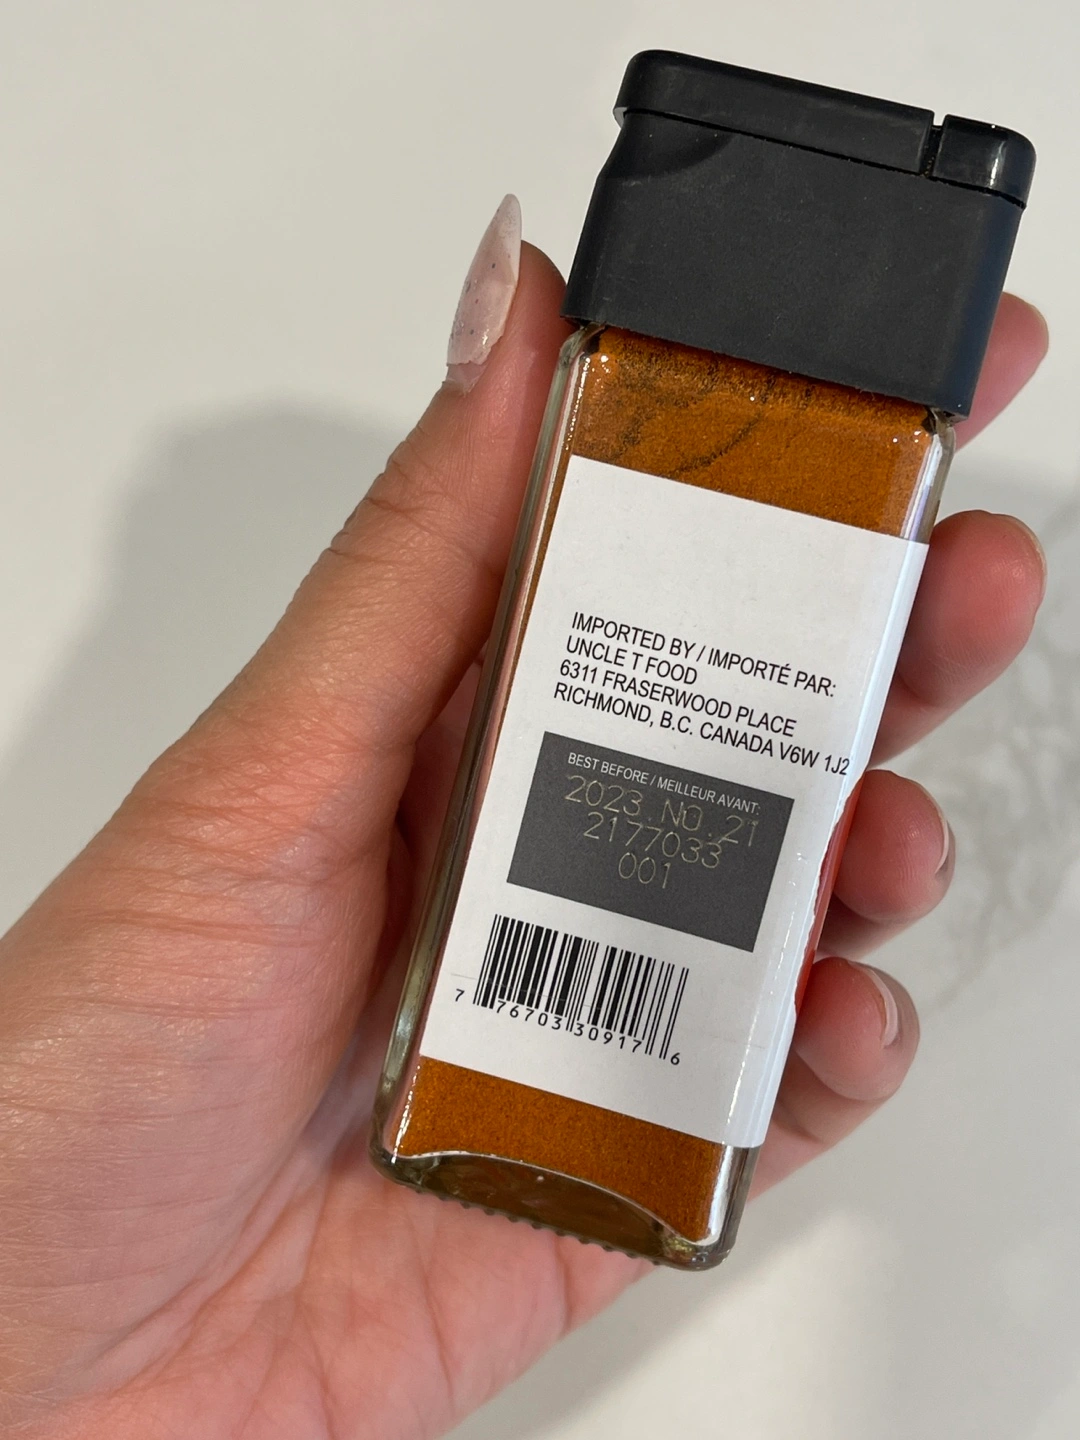 IMPORTED BY / IMPORTÉ PAR:
UNCLE T FOOD
6311 FRASERWOOD PLACE
RICHMOND, B.C. CANADA V6W 1J2
BEST BEFORE / MEILLEUR AVANT:
2023.NO.21
2177033
001
7 76703 30917 6